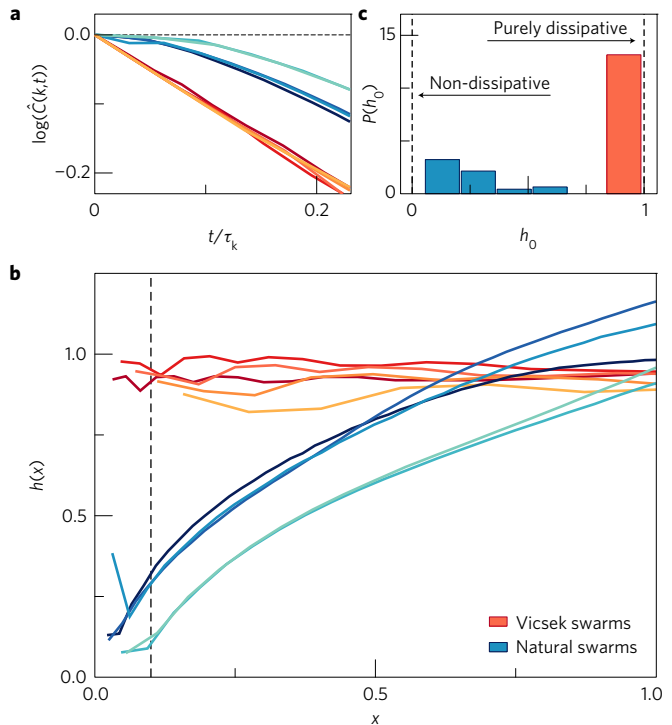 a
0.0
−0.2
log(Ĉ(k,t))
0
0.2
t/τk
c
15
0
P(h0)
Purely dissipative
Non-dissipative
0
1
h0
b
1.0
0.5
0.0
h(x)
Vicsek swarms
Natural swarms
0.0
0.5
1.0
x